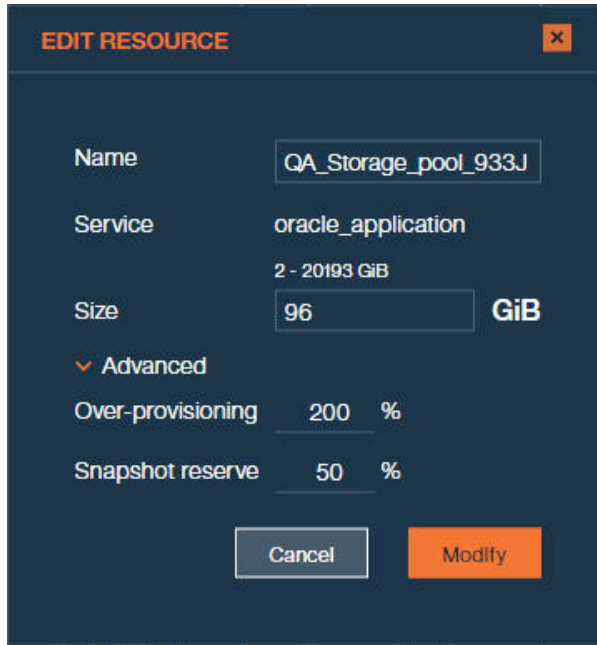 EDIT RESOURCE
Name QA_Storage_pool_933J
Service oracle_application
2 - 20193 GiB
Size 96 GiB
Advanced
Over-provisioning 200 %
Snapshot reserve 50 %
Cancel Modify